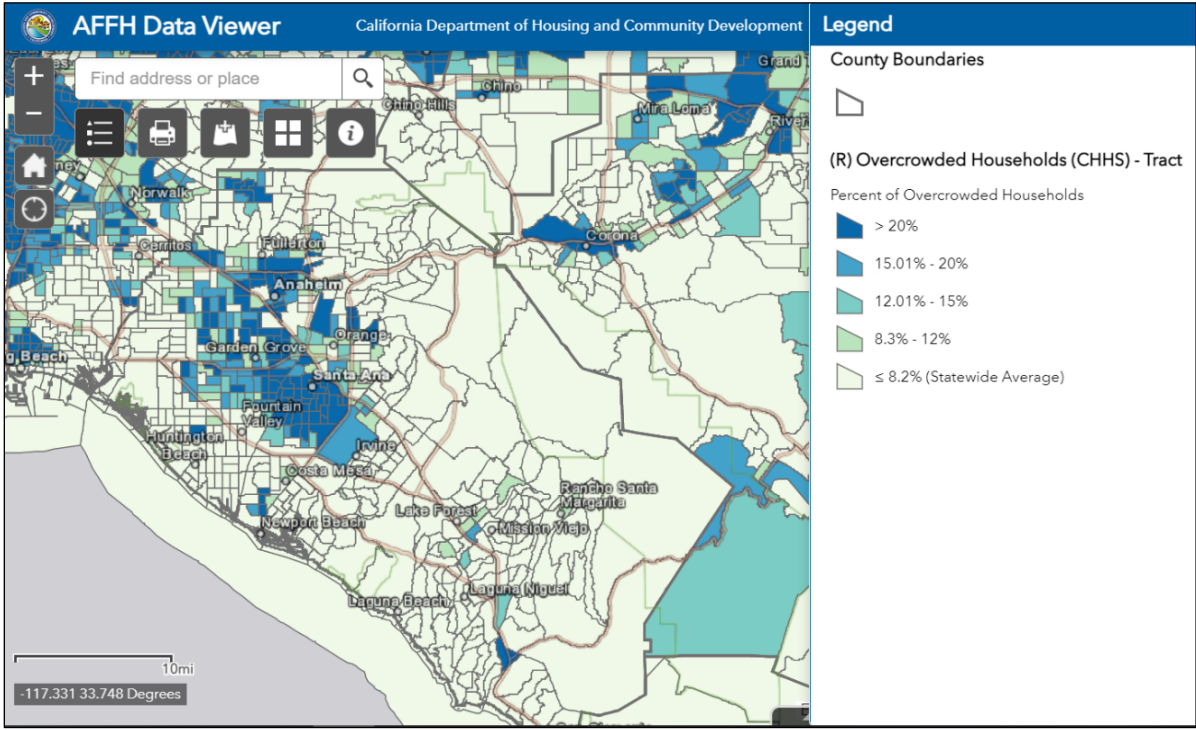 AFFH Data Viewer
California Department of Housing and Community Development
Legend
Find address or place
County Boundaries
(R) Overcrowded Households (CHHS) - Tract
Percent of Overcrowded Households
> 20%
15.01% - 20%
12.01% - 15%
8.3% - 12%
≤ 8.2% (Statewide Average)
Grand
Chino
Chino Hills
Mira Loma
Norwalk
Cerritos
Fullerton
Corona
Anaheim
Orange
Garden Grove
Santa Ana
Fountain
Valley
Huntington
Beach
Irvine
Costa Mesa
Newport Beach
Lake Forest
Rancho Santa
Margarita
Mission Viejo
Laguna Niguel
Laguna Beach
10mi
-117.331 33.748 Degrees